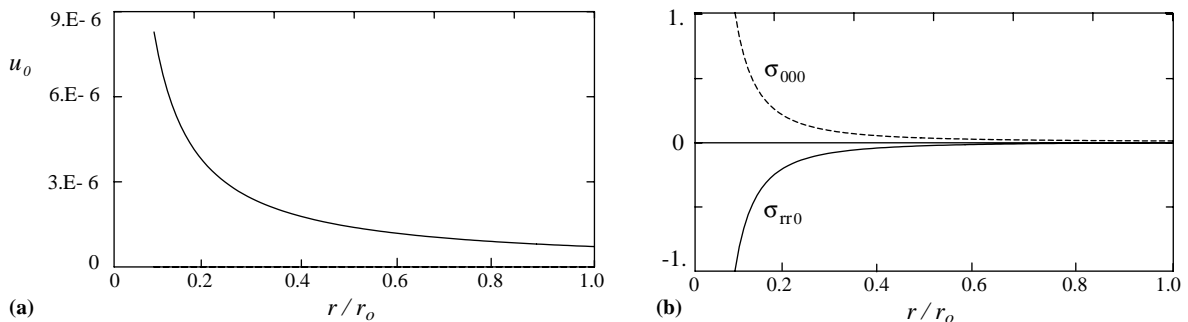 9.E-6
u₀
6.E-6
3.E-6
0
0 0.2 0.4 0.6 0.8 1.0
(a)
r / rₒ
1.
σ₀₀₀
0
σᵣᵣ₀
-1.
0 0.2 0.4 0.6 0.8 1.0
(b)
r / rₒ